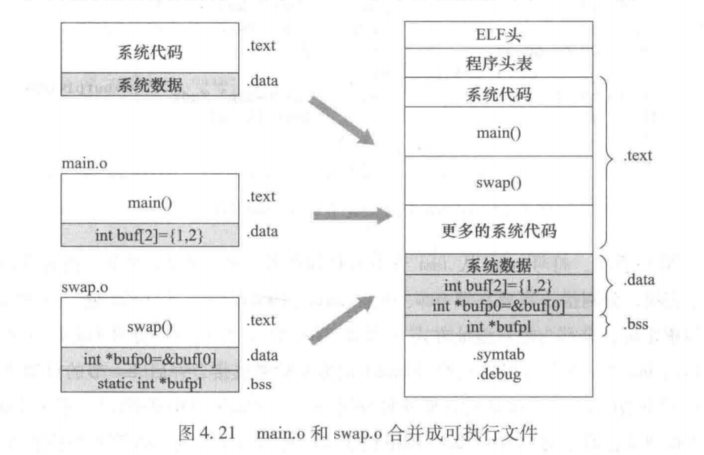 系统代码
.text
系统数据
.data
main.o
main()
.text
int buf[2]={1,2}
.data
swap.o
swap()
.text
int *bufp0=&buf[0]
.data
static int *bufpl
.bss
ELF头
程序头表
系统代码
main()
swap()
更多的系统代码
.text
系统数据
int buf[2]={1,2}
int *bufp0=&buf[0]
.data
int *bufpl
.bss
.symtab
.debug
图 4.21 main.o 和 swap.o 合并成可执行文件